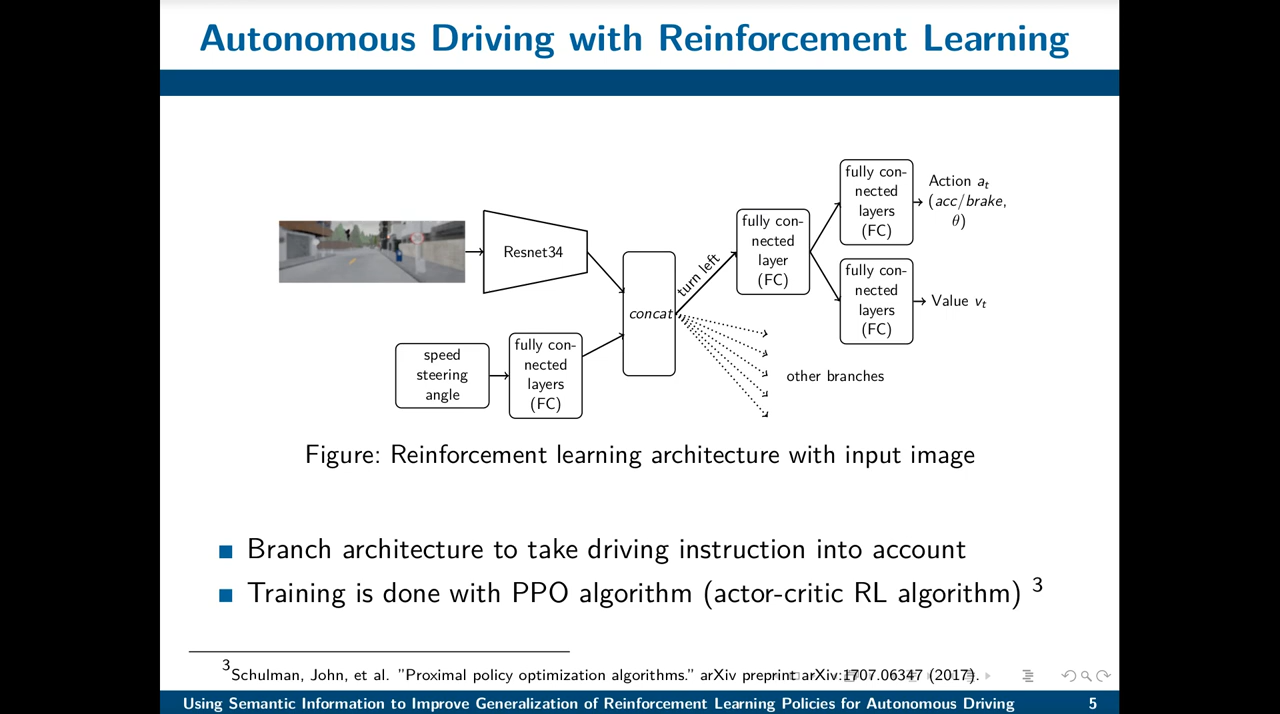 Autonomous Driving with Reinforcement Learning
Resnet34
speed
steering
angle
fully con-
nected
layers
(FC)
concat
turn left
fully con-
nected
layer
(FC)
fully con-
nected
layers
(FC)
Action a_t
(acc/brake,
θ)
fully con-
nected
layers
(FC)
Value v_t
other branches
Figure: Reinforcement learning architecture with input image
Branch architecture to take driving instruction into account
Training is done with PPO algorithm (actor-critic RL algorithm) 3
3Schulman, John, et al. "Proximal policy optimization algorithms." arXiv preprint arXiv:1707.06347 (2017).
Using Semantic Information to Improve Generalization of Reinforcement Learning Policies for Autonomous Driving 5